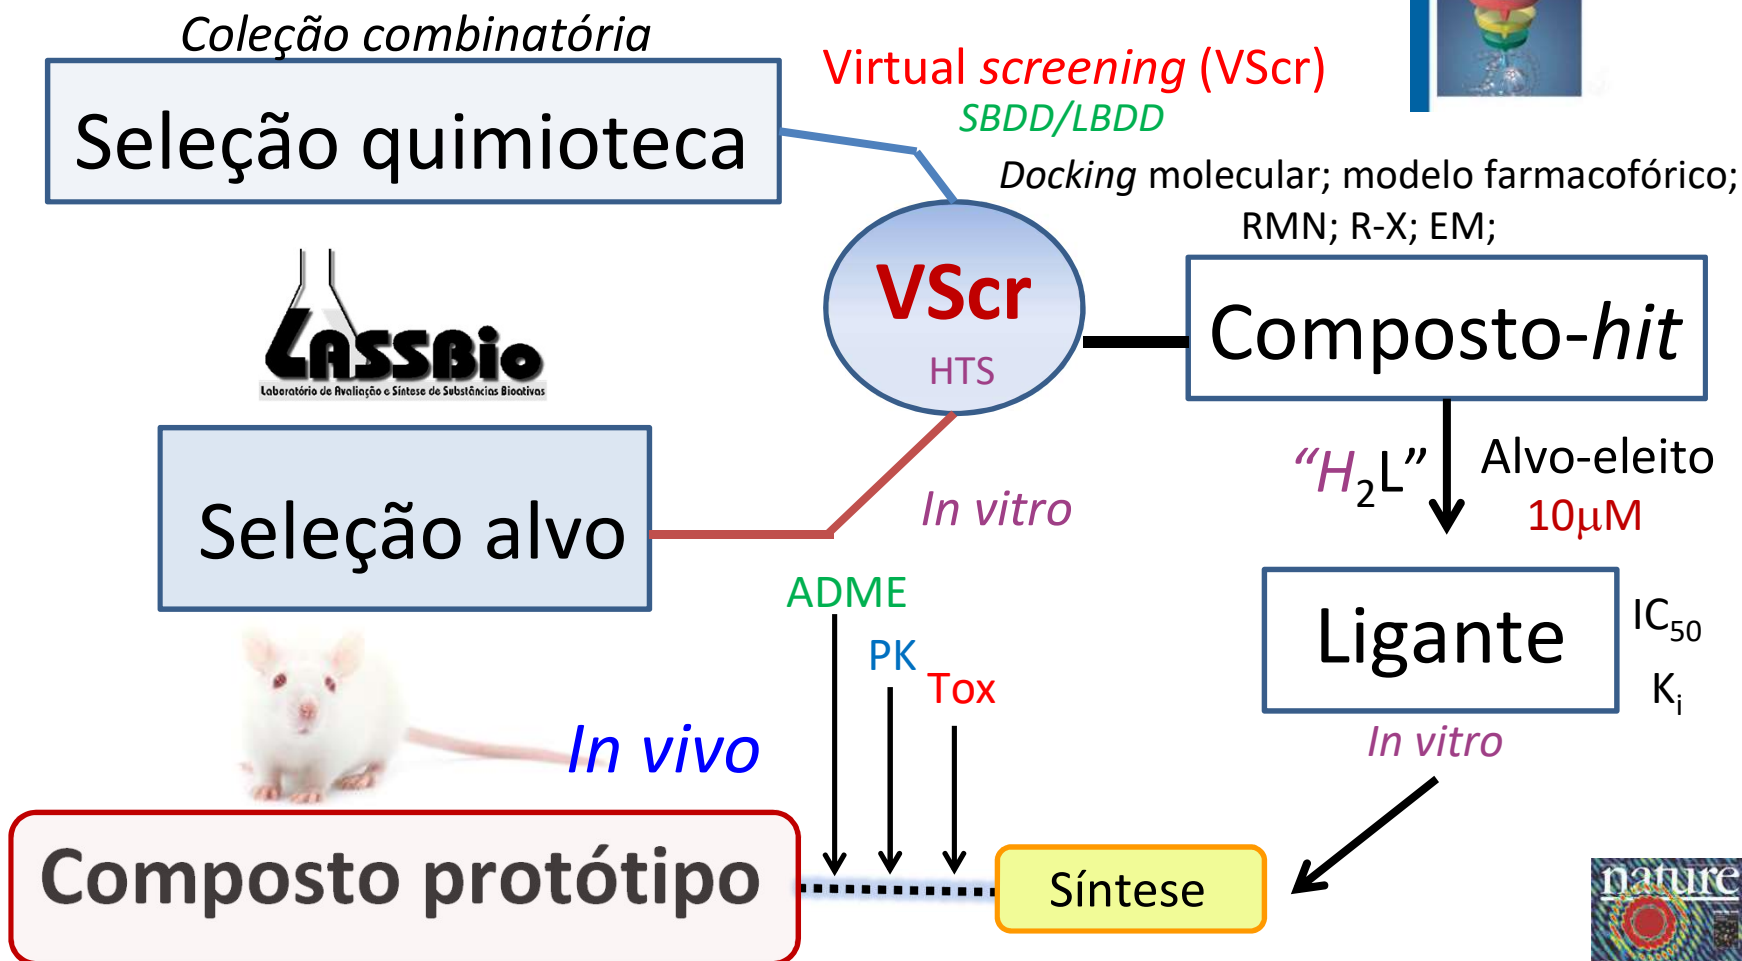 Coleção combinatória
Seleção quimioteca
Virtual screening (VScr)
SBDD/LBDD
Docking molecular; modelo farmacofórico;
RMN; R-X; EM;
VScr
HTS
Composto-hit
LASSBio
Laboratório de Avaliação e Síntese de Substâncias Bioativas
Seleção alvo
In vitro
“H₂L”
Alvo-eleito
10μM
Ligante
IC₅₀
Kᵢ
In vitro
ADME
PK
Tox
In vivo
Composto protótipo
Síntese
nature